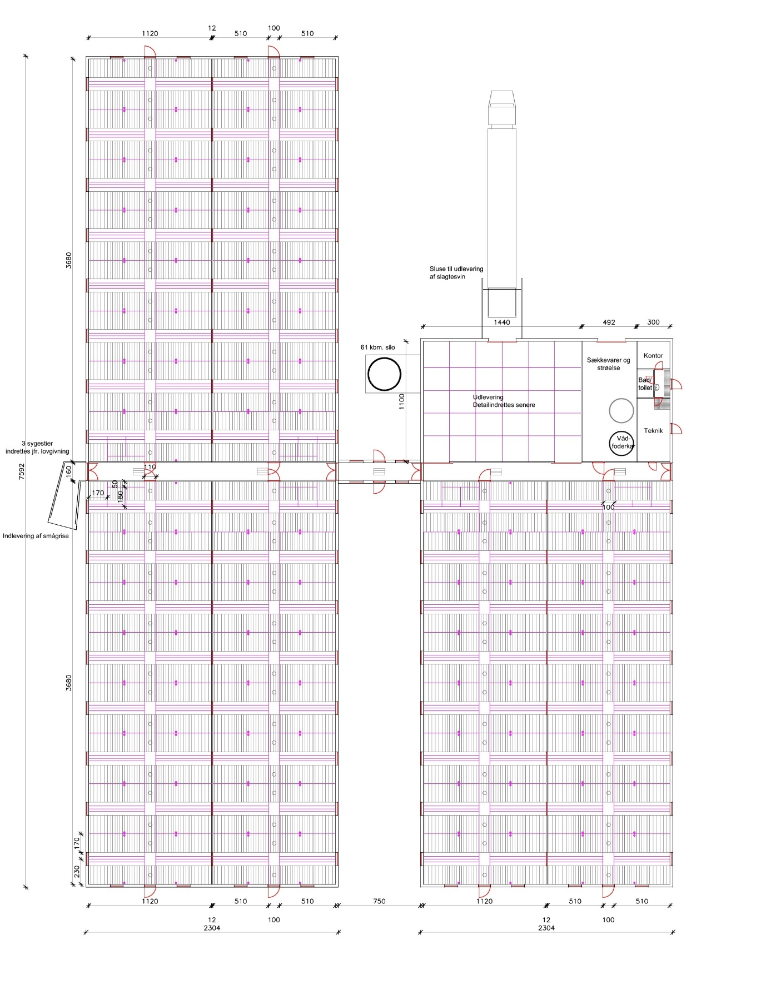 12
100
1120
510
510
3680
Sluse til udlevering
af slagtesvin
1440
492
300
61 kbm. silo
Kontor
Sækkevarer og
strøelse
Bad/
toilet
1100
Udlevering
Detailindrettes senere
Teknik
Våd-
foderkar
3 sygestier
indrettes jfr. lovgivning
7592
160
110
50
170
180
100
Indlevering af smågrise
3680
170
230
1120
510
510
750
1120
510
510
12
100
12
100
2304
2304